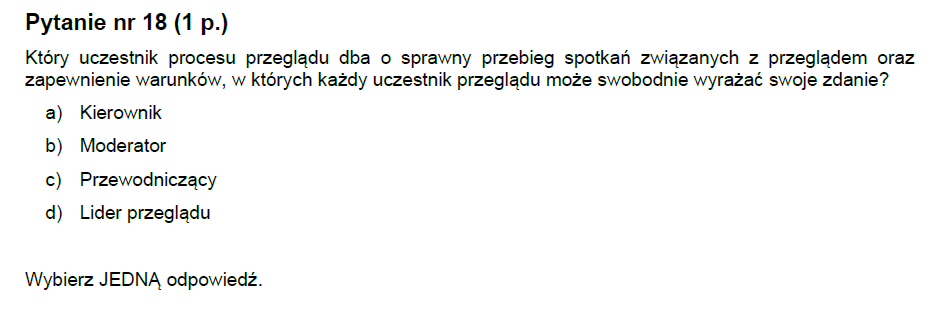 Pytanie nr 18 (1 p.)
Który uczestnik procesu przeglądu dba o sprawny przebieg spotkań związanych z przeglądem oraz
zapewnienie warunków, w których każdy uczestnik przeglądu może swobodnie wyrażać swoje zdanie?
a) Kierownik
b) Moderator
c) Przewodniczący
d) Lider przeglądu
Wybierz JEDNĄ odpowiedź.